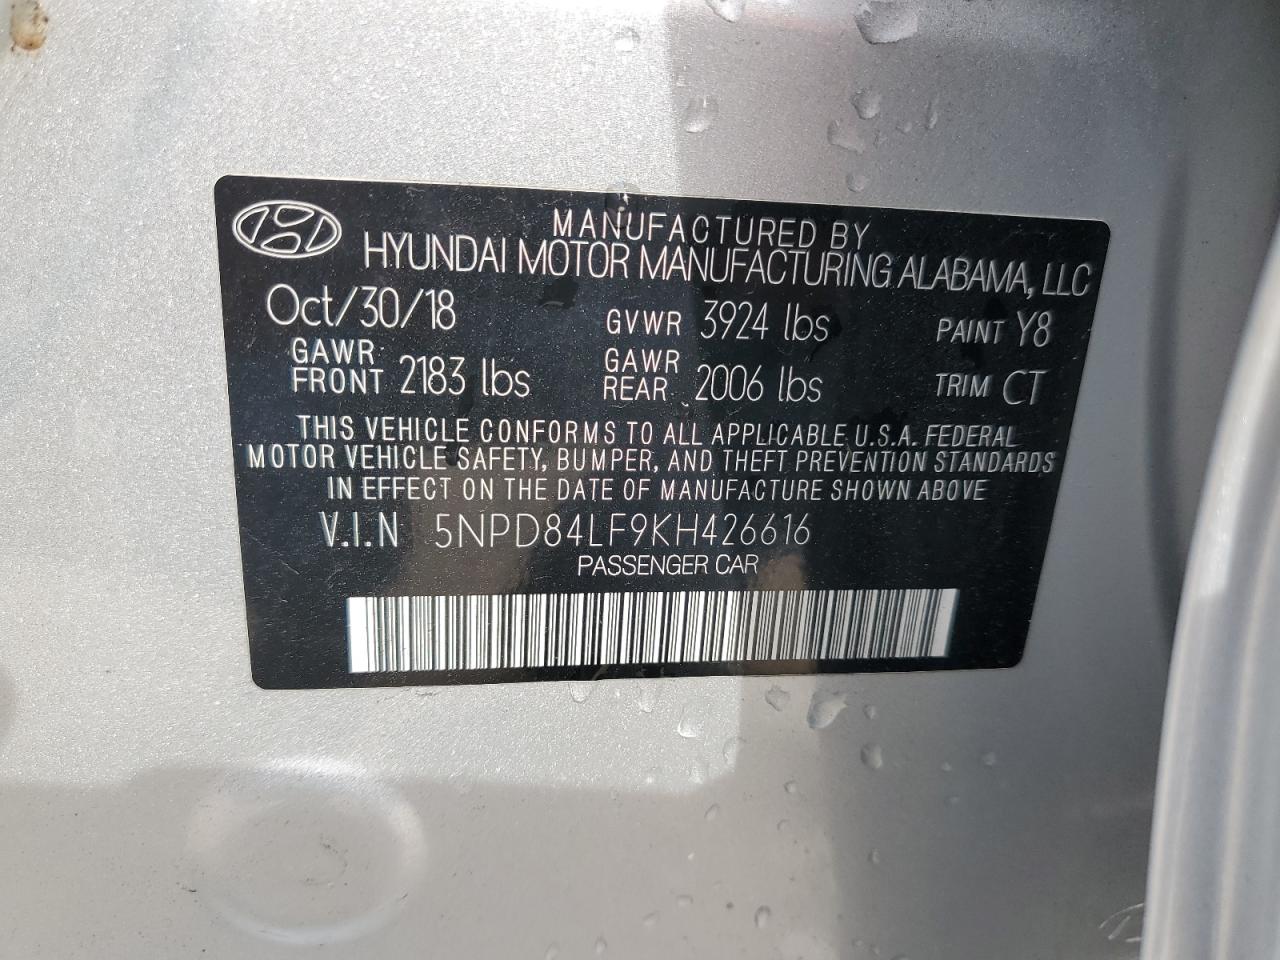 MANUFACTURED BY
HYUNDAI MOTOR MANUFACTURING ALABAMA, LLC
Oct/30/18 GVWR 3924 lbs PAINT Y8
GAWR FRONT 2183 lbs GAWR REAR 2006 lbs TRIM CT
THIS VEHICLE CONFORMS TO ALL APPLICABLE U.S.A. FEDERAL
MOTOR VEHICLE SAFETY, BUMPER, AND THEFT PREVENTION STANDARDS
IN EFFECT ON THE DATE OF MANUFACTURE SHOWN ABOVE
V.I.N 5NPD84LF9KH426616
PASSENGER CAR